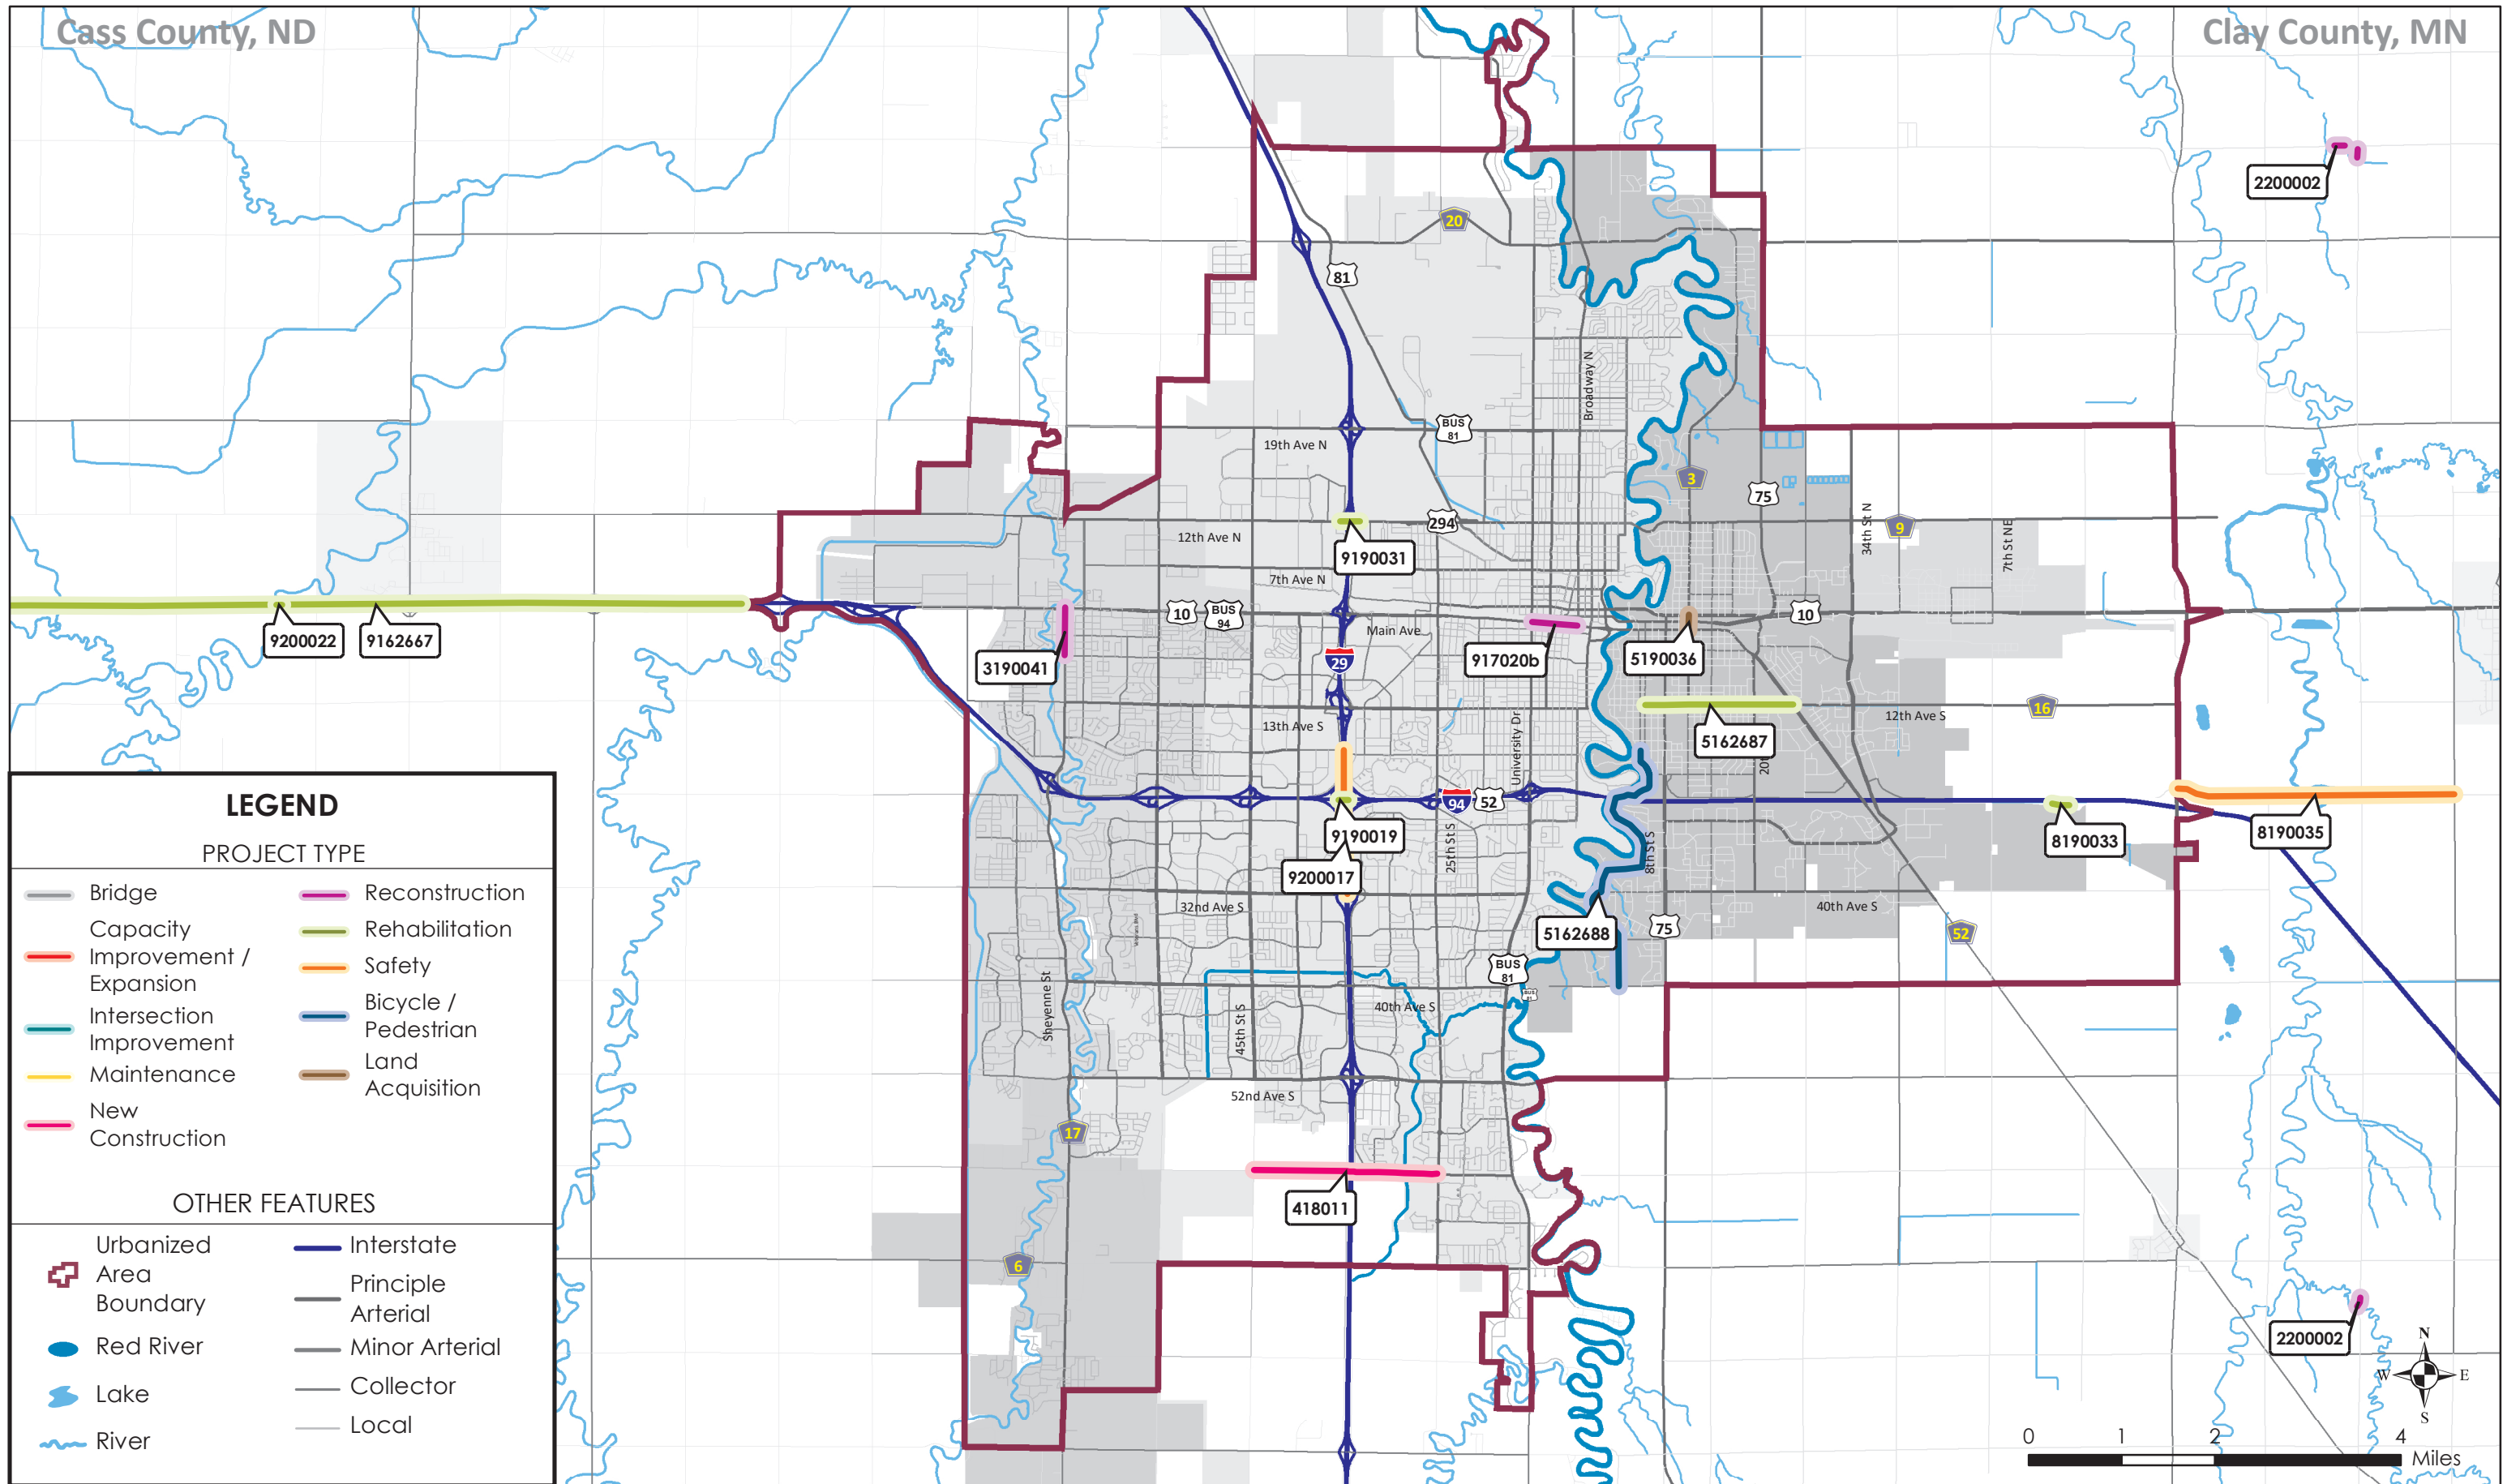 Cass County, ND
Clay County, MN
2200002
20
81
Broadway N
BUS
81
19th Ave N
3
75
294
34th St N
9
7th St NE
12th Ave N
9190031
7th Ave N
10
BUS
94
Main Ave
10
9200022
9162667
3190041
29
917020b
5190036
13th Ave S
University Dr
12th Ave S
16
5162687
20th
94
52
9190019
25th St S
8th St S
8190033
8190035
9200017
32nd Ave S
40th Ave S
5162688
75
52
BUS
81
BUS
81
Sheyenne St
45th St S
40th Ave S
52nd Ave S
17
418011
6
2200002
LEGEND
PROJECT TYPE
Bridge
Capacity
Improvement /
Expansion
Intersection
Improvement
Maintenance
New
Construction
Reconstruction
Rehabilitation
Safety
Bicycle /
Pedestrian
Land
Acquisition
OTHER FEATURES
Urbanized
Area
Boundary
Red River
Lake
River
Interstate
Principle
Arterial
Minor Arterial
Collector
Local
N
W
E
S
0 1 2 4
Miles